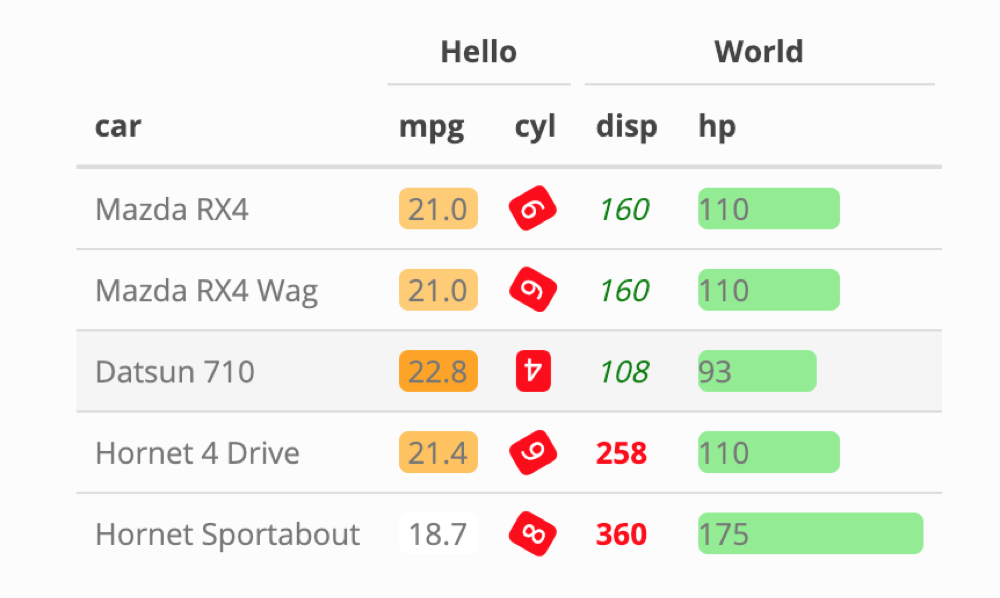 Hello World
car mpg cyl disp hp
Mazda RX4 21.0 6 160 110
Mazda RX4 Wag 21.0 6 160 110
Datsun 710 22.8 4 108 93
Hornet 4 Drive 21.4 6 258 110
Hornet Sportabout 18.7 8 360 175